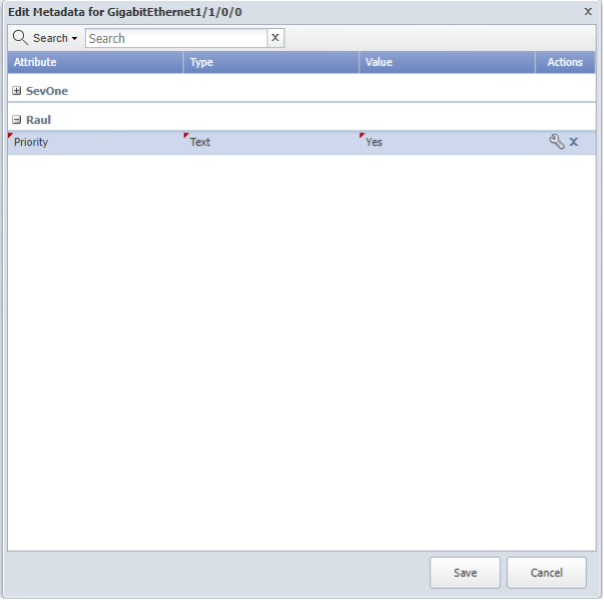 Edit Metadata for GigabitEthernet1/1/0/0 x
Search Search x
Attribute Type Value Actions
SevOne
Raul
Priority Text Yes x
Save Cancel